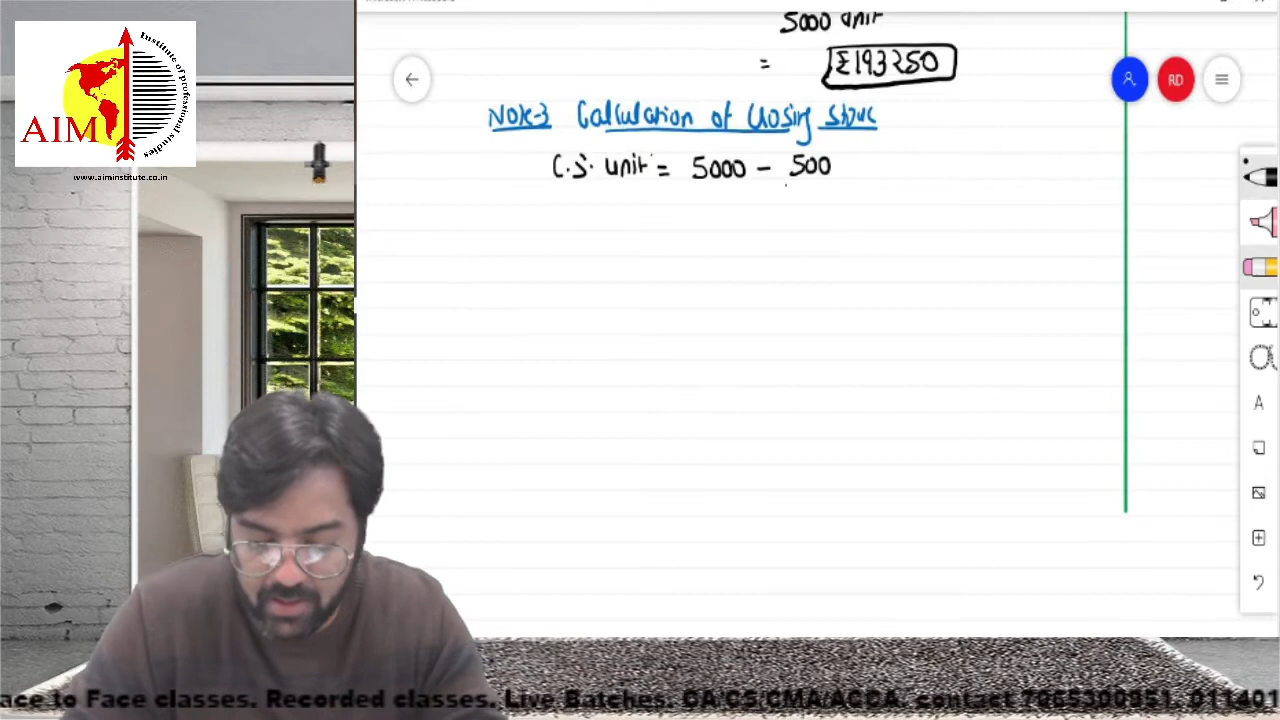 5000 unit
= ₹193250
Note-3 Calculation of Closing Stock
C.S. unit = 5000 - 500
AIM
Institute of professional studies
www.aiminstitute.co.in
RD
A
ace to Face classes. Recorded classes. Live Batches. CA/CS/CMA/ACCA. contact